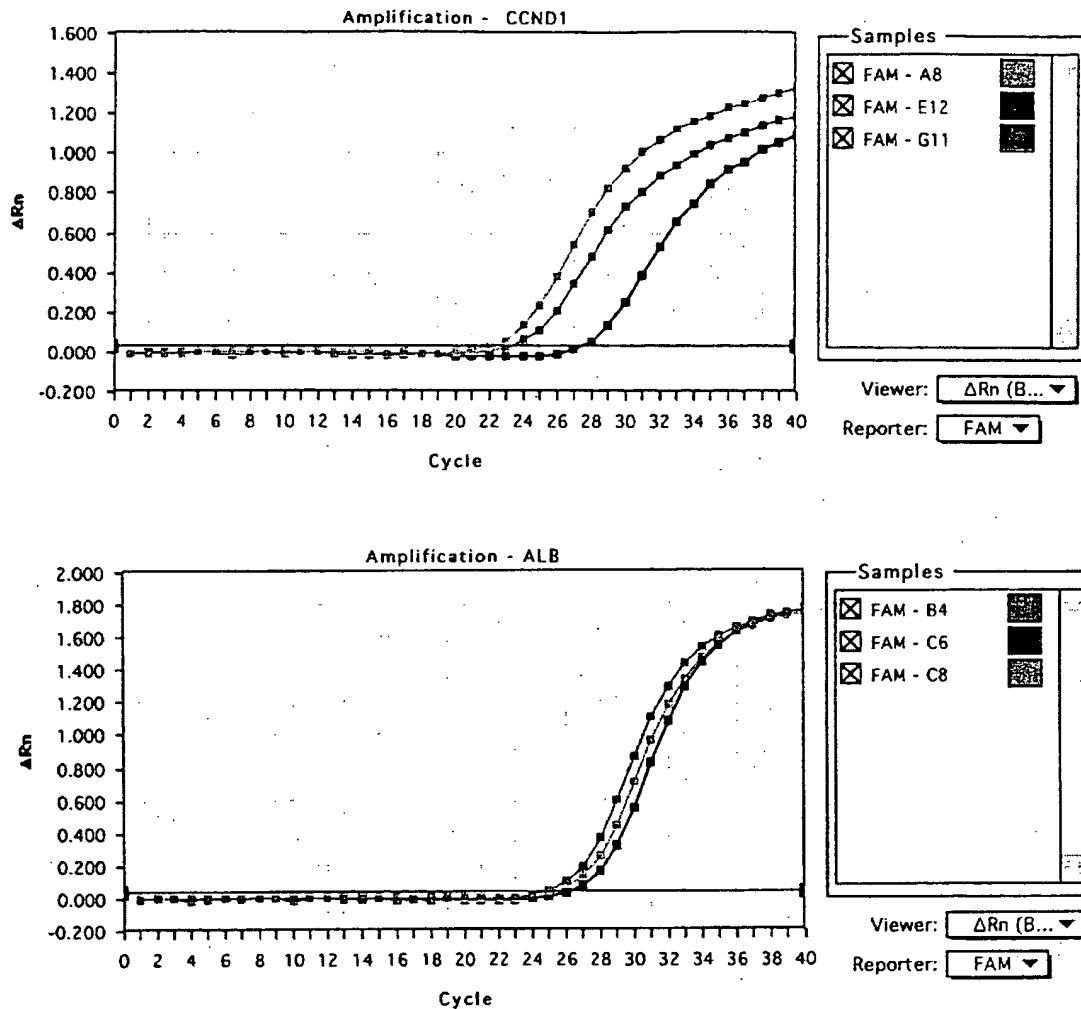 Amplification - CCND1
1.600
1.400
1.200
1.000
0.800
0.600
0.400
0.200
0.000
-0.200
ΔRn
0 2 4 6 8 10 12 14 16 18 20 22 24 26 28 30 32 34 36 38 40
Cycle
Samples
FAM - A8
FAM - E12
FAM - G11
Viewer: ΔRn (B... ▼
Reporter: FAM ▼
Amplification - ALB
2.000
1.800
1.600
1.400
1.200
1.000
0.800
0.600
0.400
0.200
0.000
-0.200
ΔRn
0 2 4 6 8 10 12 14 16 18 20 22 24 26 28 30 32 34 36 38 40
Cycle
Samples
FAM - B4
FAM - C6
FAM - C8
Viewer: ΔRn (B... ▼
Reporter: FAM ▼